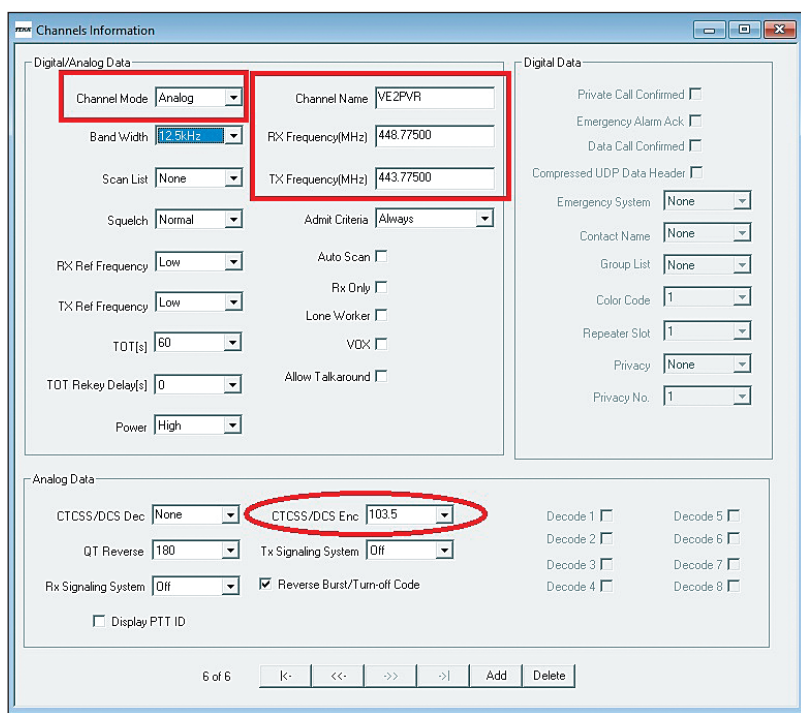 Channels Information
Digital/Analog Data
Channel Mode Analog
Band Width 12.5kHz
Scan List None
Squelch Normal
RX Ref Frequency Low
TX Ref Frequency Low
TOT[s] 60
TOT Rekey Delay[s] 0
Power High
Channel Name VE2PVR
RX Frequency(MHz) 448.77500
TX Frequency(MHz) 443.77500
Admit Criteria Always
Auto Scan
Rx Only
Lone Worker
VOX
Allow Talkaround
Digital Data
Private Call Confirmed
Emergency Alarm Ack
Data Call Confirmed
Compressed UDP Data Header
Emergency System None
Contact Name None
Group List None
Color Code 1
Repeater Slot 1
Privacy None
Privacy No. 1
Analog Data
CTCSS/DCS Dec None
QT Reverse 180
Rx Signaling System Off
Display PTT ID
CTCSS/DCS Enc 103.5
Tx Signaling System Off
Reverse Burst/Turn-off Code
Decode 1
Decode 2
Decode 3
Decode 4
Decode 5
Decode 6
Decode 7
Decode 8
6 of 6 |<- <<- ->> ->| Add Delete